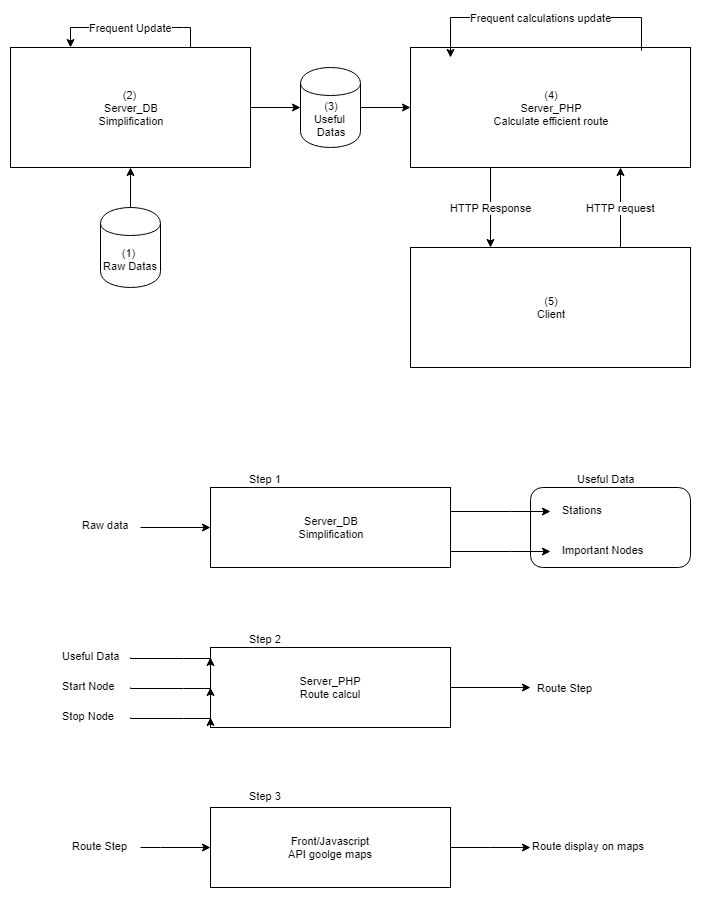 Frequent Update
Frequent calculations update
(2)
Server_DB
Simplification
(3)
Useful
Datas
(4)
Server_PHP
Calculate efficient route
HTTP Response
HTTP request
(1)
Raw Datas
(5)
Client
Step 1
Useful Data
Raw data
Server_DB
Simplification
Stations
Important Nodes
Step 2
Useful Data
Start Node
Stop Node
Server_PHP
Route calcul
Route Step
Step 3
Route Step
Front/Javascript
API goolge maps
Route display on maps